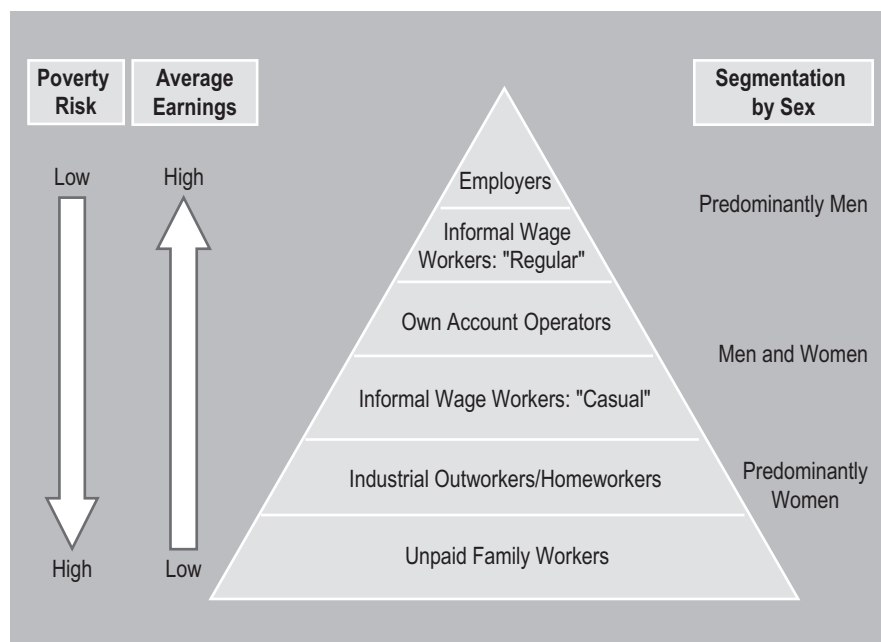 Poverty
Risk
Average
Earnings
Segmentation
by Sex
Low
High
Employers
Predominantly Men
Informal Wage
Workers: "Regular"
Own Account Operators
Men and Women
Informal Wage Workers: "Casual"
Industrial Outworkers/Homeworkers
Predominantly
Women
Unpaid Family Workers
High
Low